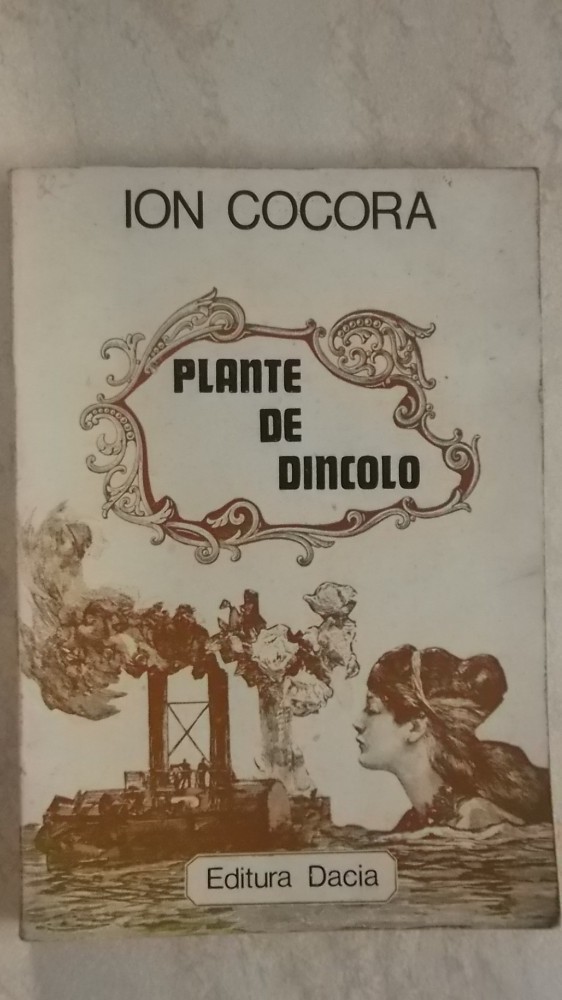 ION COCORA
PLANTE
DE
DINCOLO
Editura Dacia